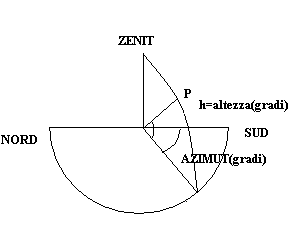 ZENIT
P
h=altezza(gradi)
NORD
SUD
AZIMUT(gradi)